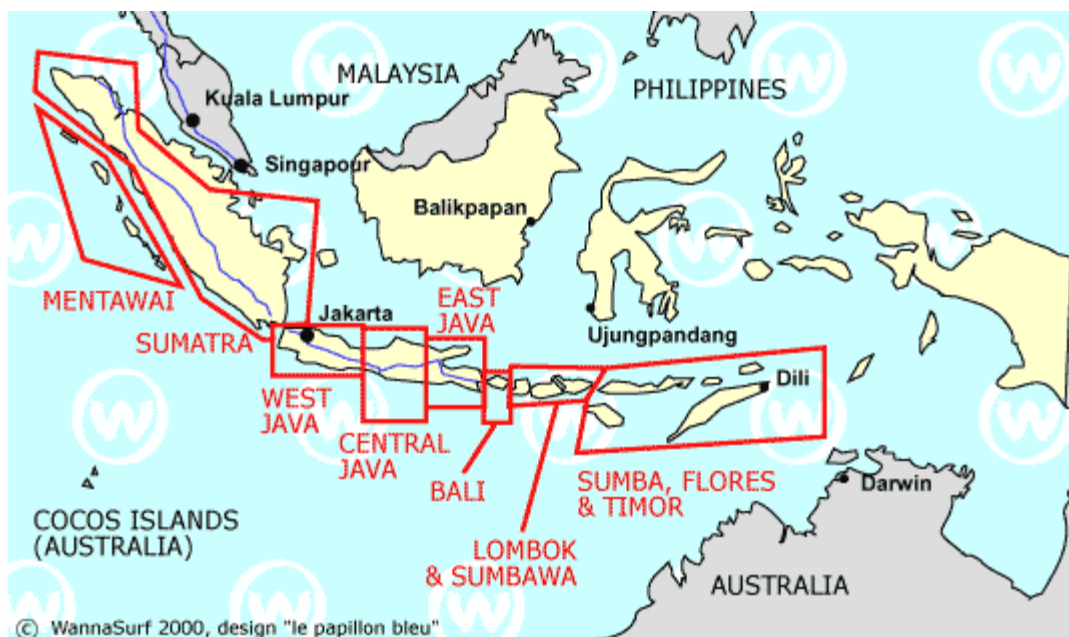 MALAYSIA
PHILIPPINES
Kuala Lumpur
Singapour
Balikpapan
MENTAWAI
SUMATRA
Jakarta
EAST
JAVA
Ujungpandang
Dili
WEST
JAVA
CENTRAL
JAVA
BALI
SUMBA, FLORES
& TIMOR
Darwin
COCOS ISLANDS
(AUSTRALIA)
LOMBOK
& SUMBAWA
AUSTRALIA
© WannaSurf 2000, design "le papillon bleu"